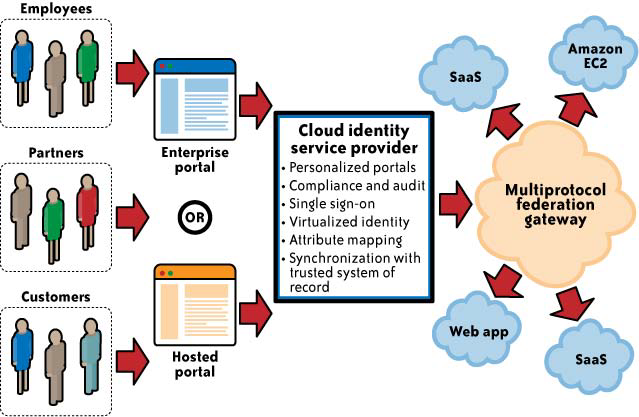 Employees
Partners
Customers
Enterprise
portal
OR
Hosted
portal
Cloud identity
service provider
• Personalized portals
• Compliance and audit
• Single sign-on
• Virtualized identity
• Attribute mapping
• Synchronization with
trusted system of
record
Multiprotocol
federation
gateway
SaaS
Amazon
EC2
Web app
SaaS